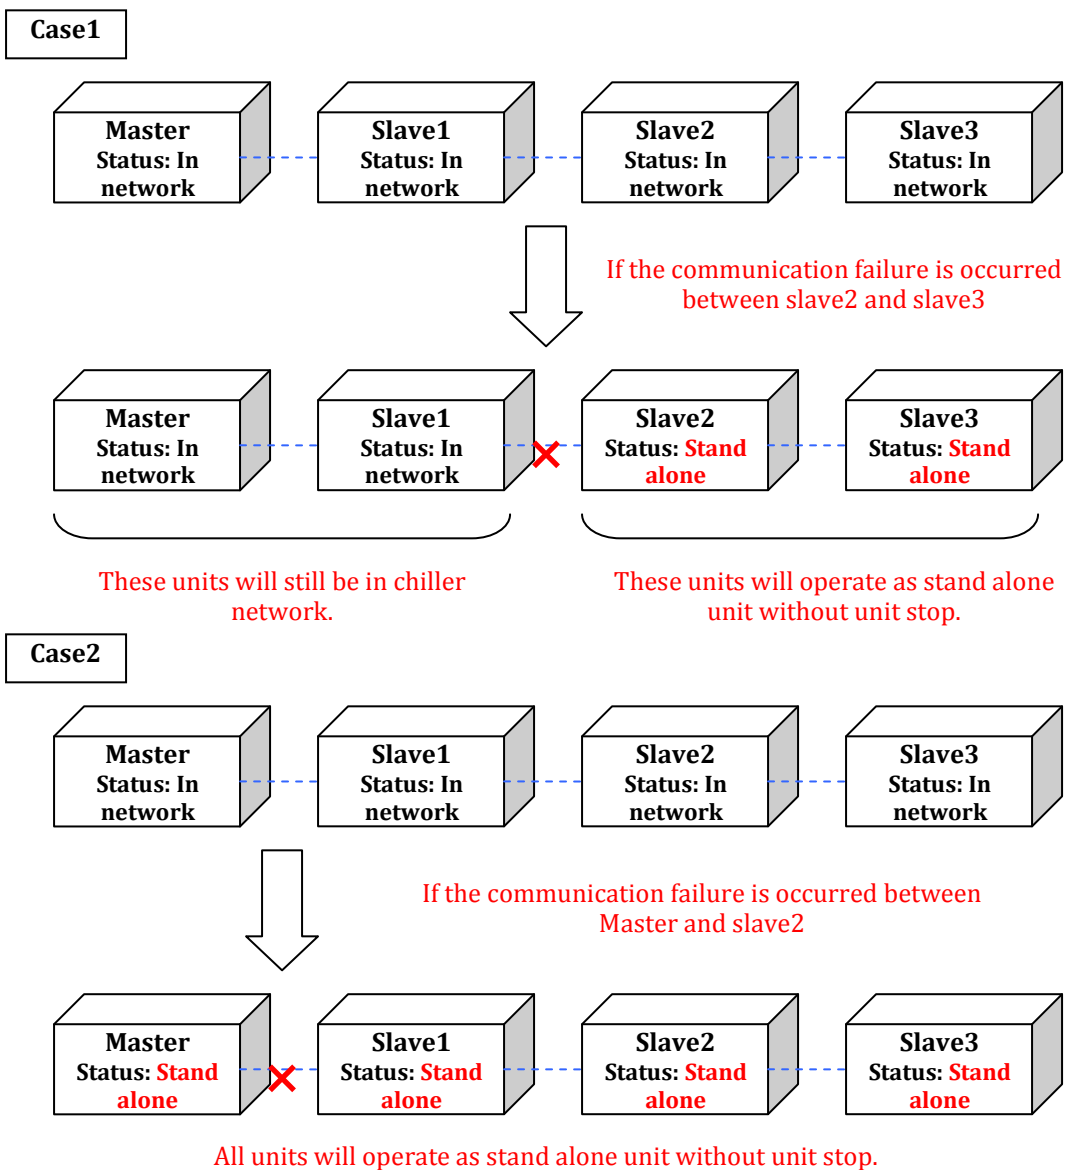 Case1
Master
Status: In
network
Slave1
Status: In
network
Slave2
Status: In
network
Slave3
Status: In
network
If the communication failure is occurred
between slave2 and slave3
Master
Status: In
network
Slave1
Status: In
network
Slave2
Status: Stand
alone
Slave3
Status: Stand
alone
These units will still be in chiller
network.
These units will operate as stand alone
unit without unit stop.
Case2
Master
Status: In
network
Slave1
Status: In
network
Slave2
Status: In
network
Slave3
Status: In
network
If the communication failure is occurred between
Master and slave2
Master
Status: Stand
alone
Slave1
Status: Stand
alone
Slave2
Status: Stand
alone
Slave3
Status: Stand
alone
All units will operate as stand alone unit without unit stop.